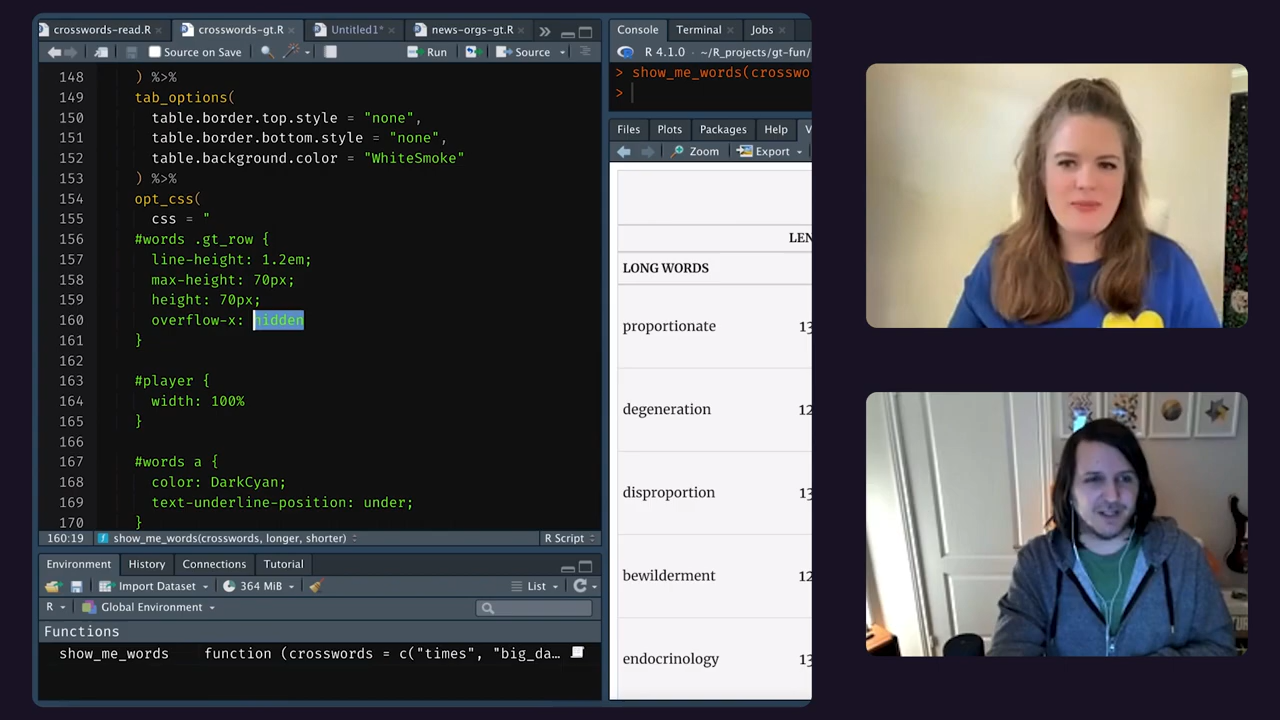 crosswords-read.R
crosswords-gt.R
Untitled1*
news-orgs-gt.R
Source on Save
Run
Source
148 ) %>%
149 tab_options(
150 table.border.top.style = "none",
151 table.border.bottom.style = "none",
152 table.background.color = "WhiteSmoke"
153 ) %>%
154 opt_css(
155 css = "
156 #words .gt_row {
157 line-height: 1.2em;
158 max-height: 70px;
159 height: 70px;
160 overflow-x: hidden
161 }
162
163 #player {
164 width: 100%
165 }
166
167 #words a {
168 color: DarkCyan;
169 text-underline-position: under;
170 }
160:19 show_me_words(crosswords, longer, shorter) R Script
Environment History Connections Tutorial
Import Dataset 364 MiB List
R Global Environment
Functions
show_me_words function (crosswords = c("times", "big_da…
Console Terminal Jobs
R 4.1.0 · ~/R_projects/gt-fun/
> show_me_words(crosswo
>
Files Plots Packages Help V
Zoom Export
LEN
LONG WORDS
proportionate 13
degeneration 12
disproportion 13
bewilderment 12
endocrinology 13